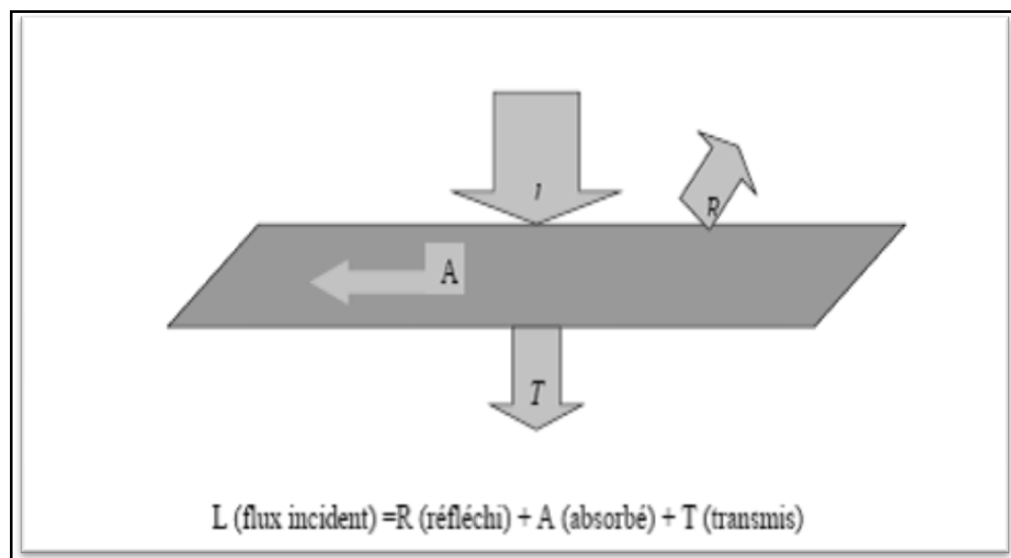 I
R
A
T
L (flux incident) =R (réfléchi) + A (absorbé) + T (transmis)